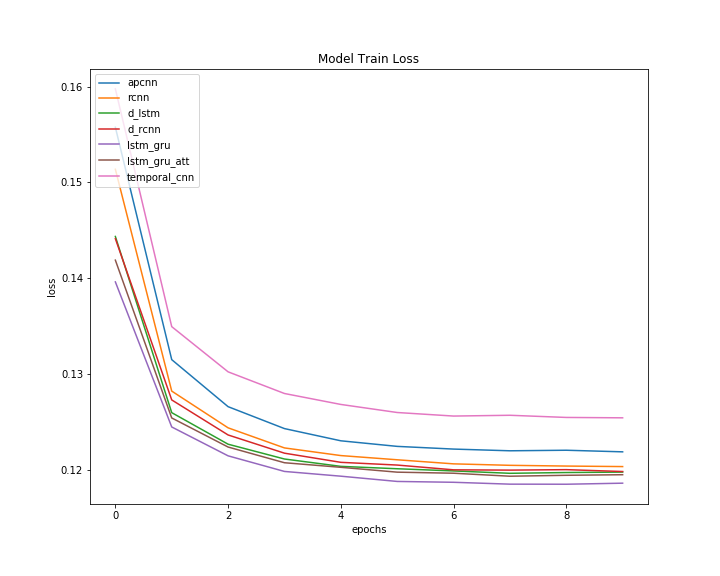 Model Train Loss
0.16
0.15
0.14
0.13
0.12
loss
apcnn
rcnn
d_lstm
d_rcnn
lstm_gru
lstm_gru_att
temporal_cnn
0 2 4 6 8
epochs